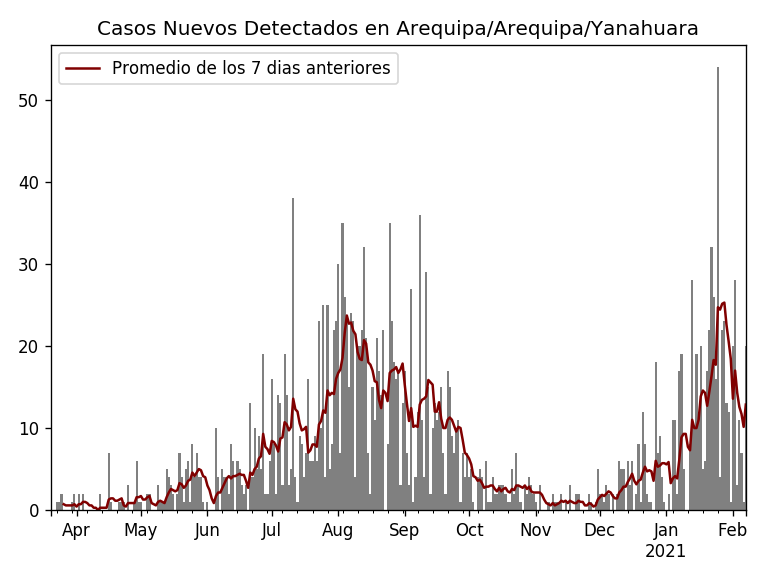 Casos Nuevos Detectados en Arequipa/Arequipa/Yanahuara
Promedio de los 7 dias anteriores
50
40
30
20
10
0
Apr May Jun Jul Aug Sep Oct Nov Dec Jan Feb
2021